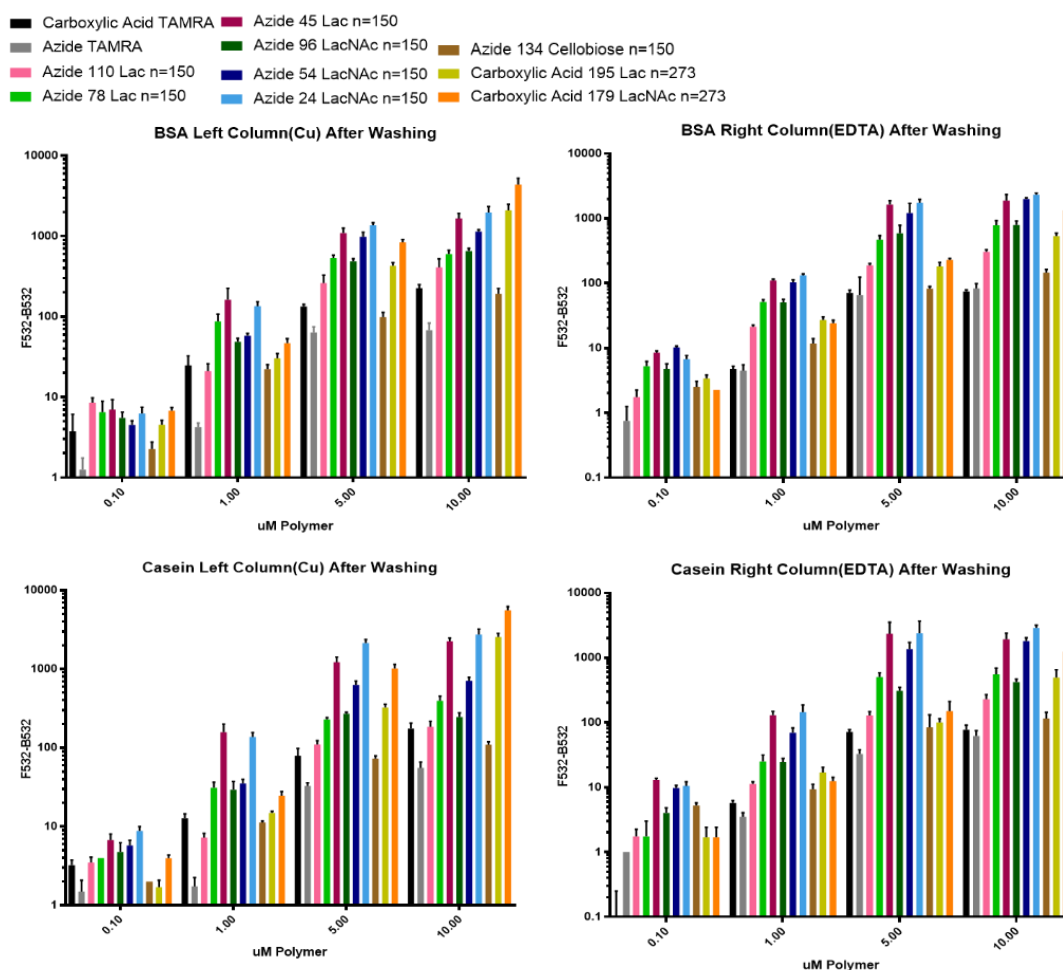 Carboxylic Acid TAMRA
Azide TAMRA
Azide 110 Lac n=150
Azide 78 Lac n=150
Azide 45 Lac n=150
Azide 96 LacNAc n=150
Azide 54 LacNAc n=150
Azide 24 LacNAc n=150
Azide 134 Cellobiose n=150
Carboxylic Acid 195 Lac n=273
Carboxylic Acid 179 LacNAc n=273
BSA Left Column(Cu) After Washing
10000
1000
100
10
1
F532-B532
0.10
1.00
5.00
10.00
uM Polymer
BSA Right Column(EDTA) After Washing
10000
1000
100
10
1
0.1
F532-B532
0.10
1.00
5.00
10.00
uM Polymer
Casein Left Column(Cu) After Washing
10000
1000
100
10
1
F532-B532
0.10
1.00
5.00
10.00
uM Polymer
Casein Right Column(EDTA) After Washing
10000
1000
100
10
1
0.1
F532-B532
0.10
1.00
5.00
10.00
uM Polymer